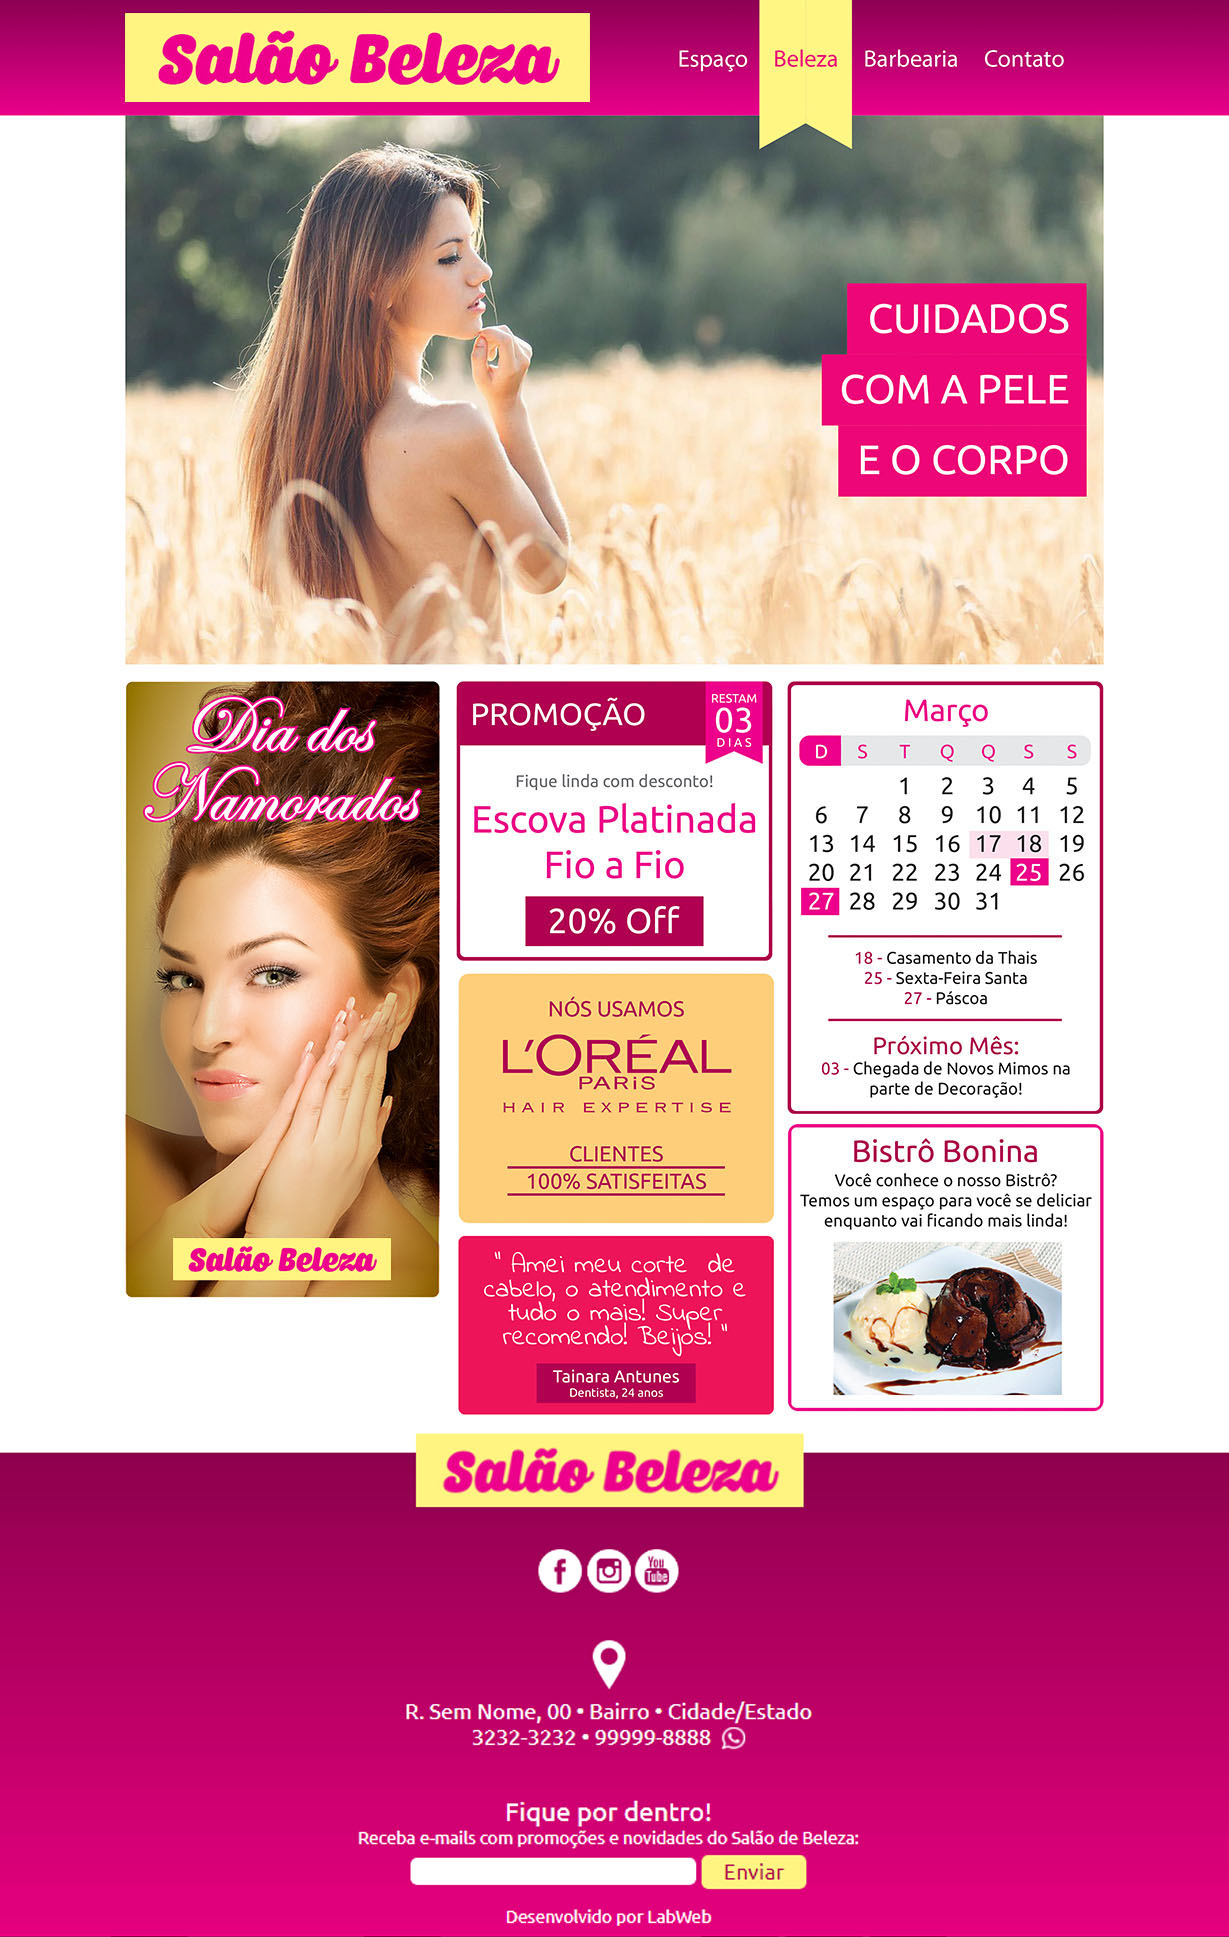 Salão Beleza
Espaço
Beleza
Barbearia
Contato
CUIDADOS
COM A PELE
E O CORPO
Dia dos
Namorados
Salão Beleza
PROMOÇÃO
RESTAM
03
DIAS
Fique linda com desconto!
Escova Platinada
Fio a Fio
20% Off
NÓS USAMOS
L'ORÉAL
PARIS
HAIR EXPERTISE
CLIENTES
100% SATISFEITAS
" Amei meu corte de
cabelo, o atendimento e
tudo o mais! Super
recomendo! Beijos! "
Tainara Antunes
Dentista, 24 anos
Março
D S T Q Q S S
1 2 3 4 5
6 7 8 9 10 11 12
13 14 15 16 17 18 19
20 21 22 23 24 25 26
27 28 29 30 31
18 - Casamento da Thais
25 - Sexta-Feira Santa
27 - Páscoa
Próximo Mês:
03 - Chegada de Novos Mimos na
parte de Decoração!
Bistrô Bonina
Você conhece o nosso Bistrô?
Temos um espaço para você se deliciar
enquanto vai ficando mais linda!
Salão Beleza
You
Tube
R. Sem Nome, 00 • Bairro • Cidade/Estado
3232-3232 • 99999-8888
Fique por dentro!
Receba e-mails com promoções e novidades do Salão de Beleza:
Enviar
Desenvolvido por LabWeb